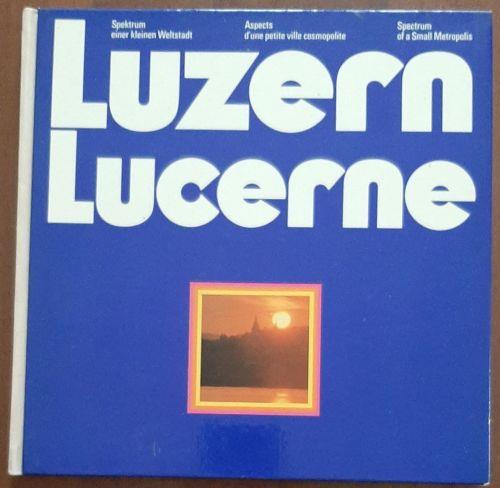 Spektrum
einer kleinen Weltstadt
Aspects
d'une petite ville cosmopolite
Spectrum
of a Small Metropolis
Luzern
Lucerne